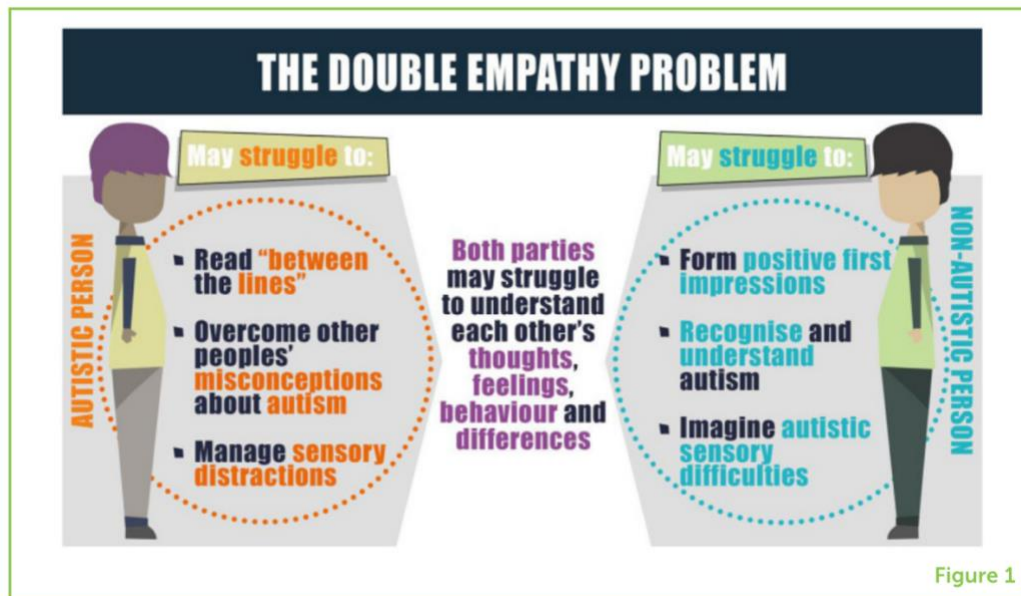 THE DOUBLE EMPATHY PROBLEM
May struggle to:
AUTISTIC PERSON
▪ Read “between
the lines”
▪ Overcome other
peoples’
misconceptions
about autism
▪ Manage sensory
distractions
Both parties
may struggle
to understand
each other’s
thoughts,
feelings,
behaviour and
differences
May struggle to:
▪ Form positive first
impressions
▪ Recognise and
understand
autism
▪ Imagine autistic
sensory
difficulties
NON-AUTISTIC PERSON
Figure 1